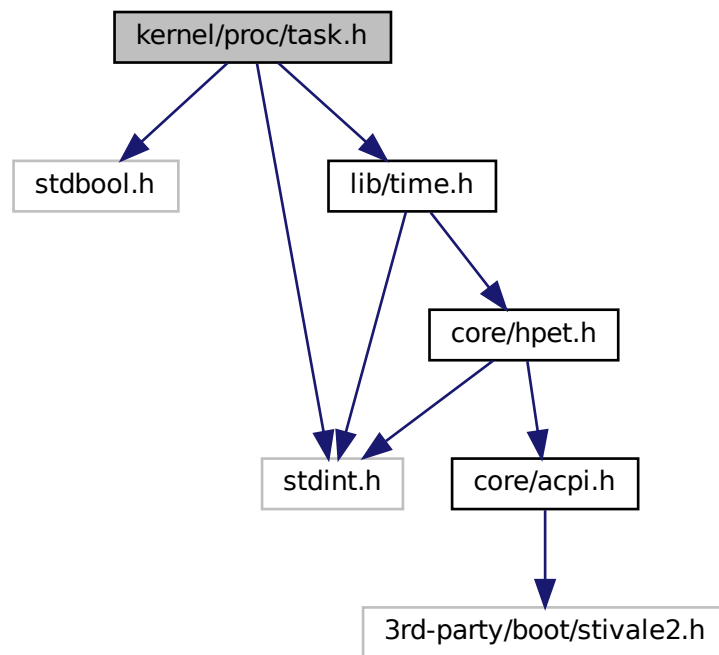 kernel/proc/task.h
stdbool.h
lib/time.h
core/hpet.h
stdint.h
core/acpi.h
3rd-party/boot/stivale2.h